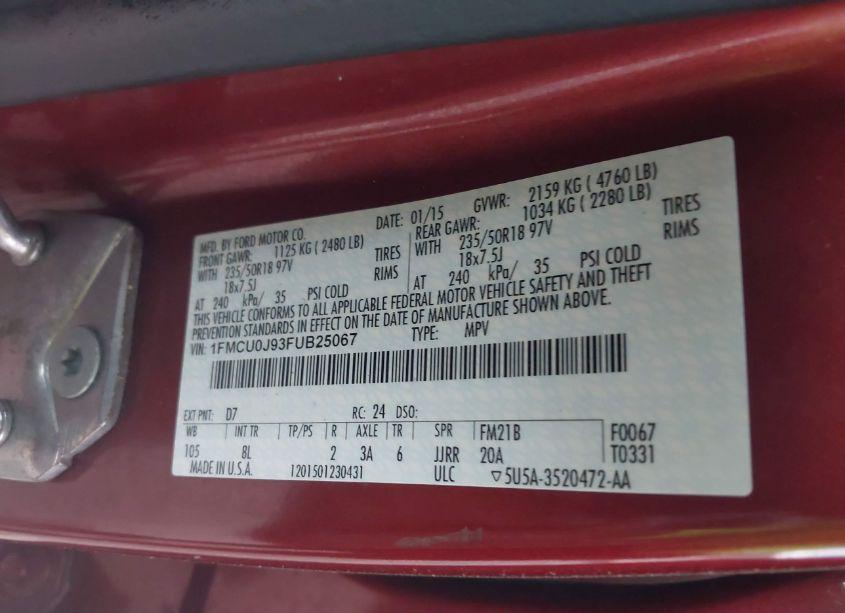 MFD. BY FORD MOTOR CO.
DATE: 01/15 GVWR: 2159 KG ( 4760 LB)
FRONT GAWR: 1125 KG ( 2480 LB) REAR GAWR: 1034 KG ( 2280 LB)
WITH 235/50R18 97V TIRES WITH 235/50R18 97V TIRES
18x7.5J RIMS 18x7.5J RIMS
AT 240 kPa/ 35 PSI COLD AT 240 kPa/ 35 PSI COLD
THIS VEHICLE CONFORMS TO ALL APPLICABLE FEDERAL MOTOR VEHICLE SAFETY AND THEFT
PREVENTION STANDARDS IN EFFECT ON THE DATE OF MANUFACTURE SHOWN ABOVE.
VIN: 1FMCU0J93FUB25067 TYPE: MPV
EXT PNT: D7 RC: 24 DSO:
WB INT TR TP/PS R AXLE TR SPR FM21B F0067
105 8L 2 3A 6 JJRR 20A T0331
MADE IN U.S.A. 1201501230431 ULC ▽5U5A-3520472-AA